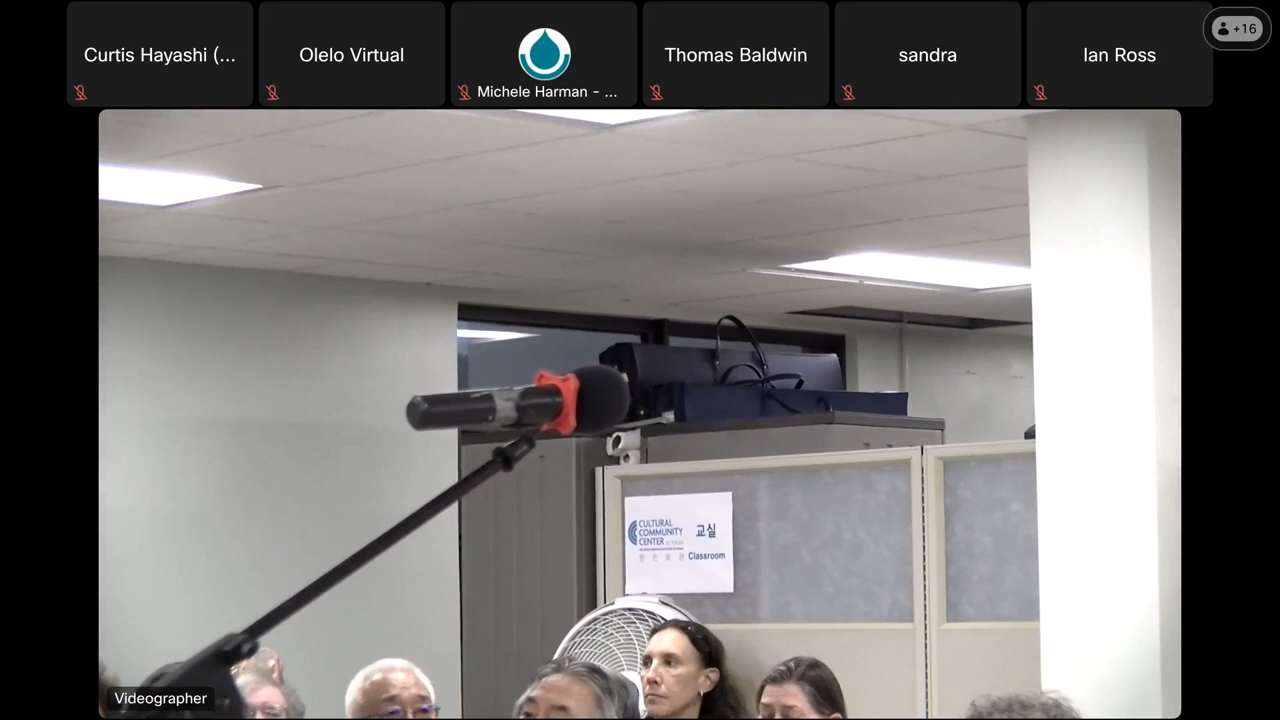 Curtis Hayashi (...
Olelo Virtual
Michele Harman - ...
Thomas Baldwin
sandra
Ian Ross
+16
CULTURAL
COMMUNITY
CENTER
교실
Classroom
Videographer